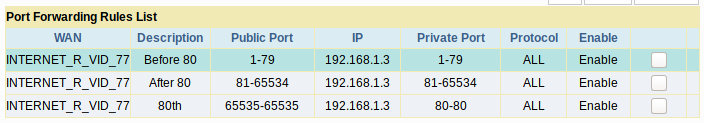 Port Forwarding Rules List
WAN Description Public Port IP Private Port Protocol Enable
INTERNET_R_VID_77 Before 80 1-79 192.168.1.3 1-79 ALL Enable
INTERNET_R_VID_77 After 80 81-65534 192.168.1.3 81-65534 ALL Enable
INTERNET_R_VID_77 80th 65535-65535 192.168.1.3 80-80 ALL Enable